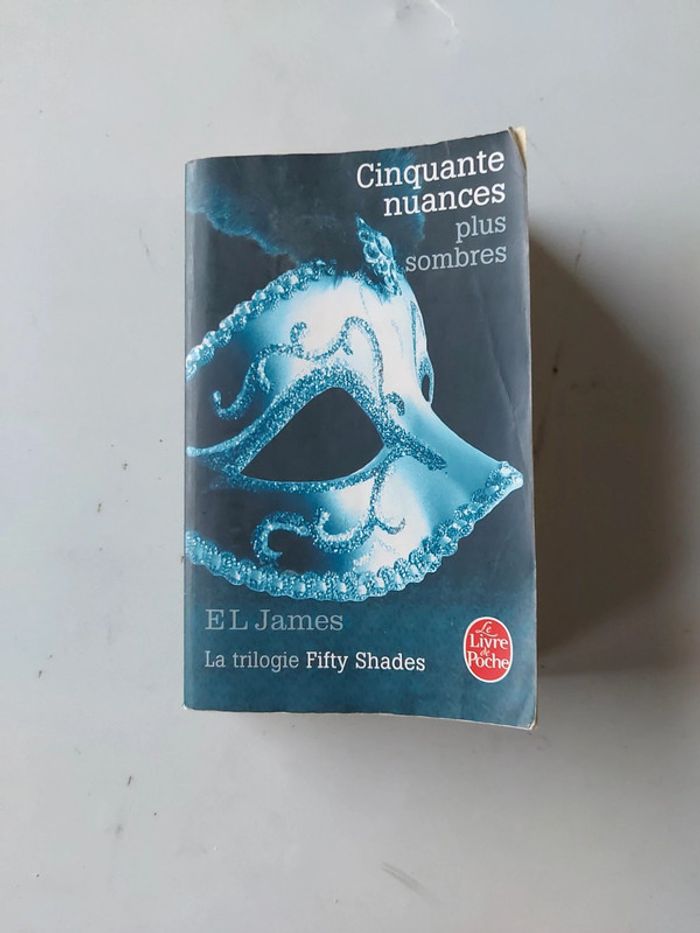 Cinquante
nuances
plus
sombres
E L James
La trilogie Fifty Shades
Le
Livre
de
Poche